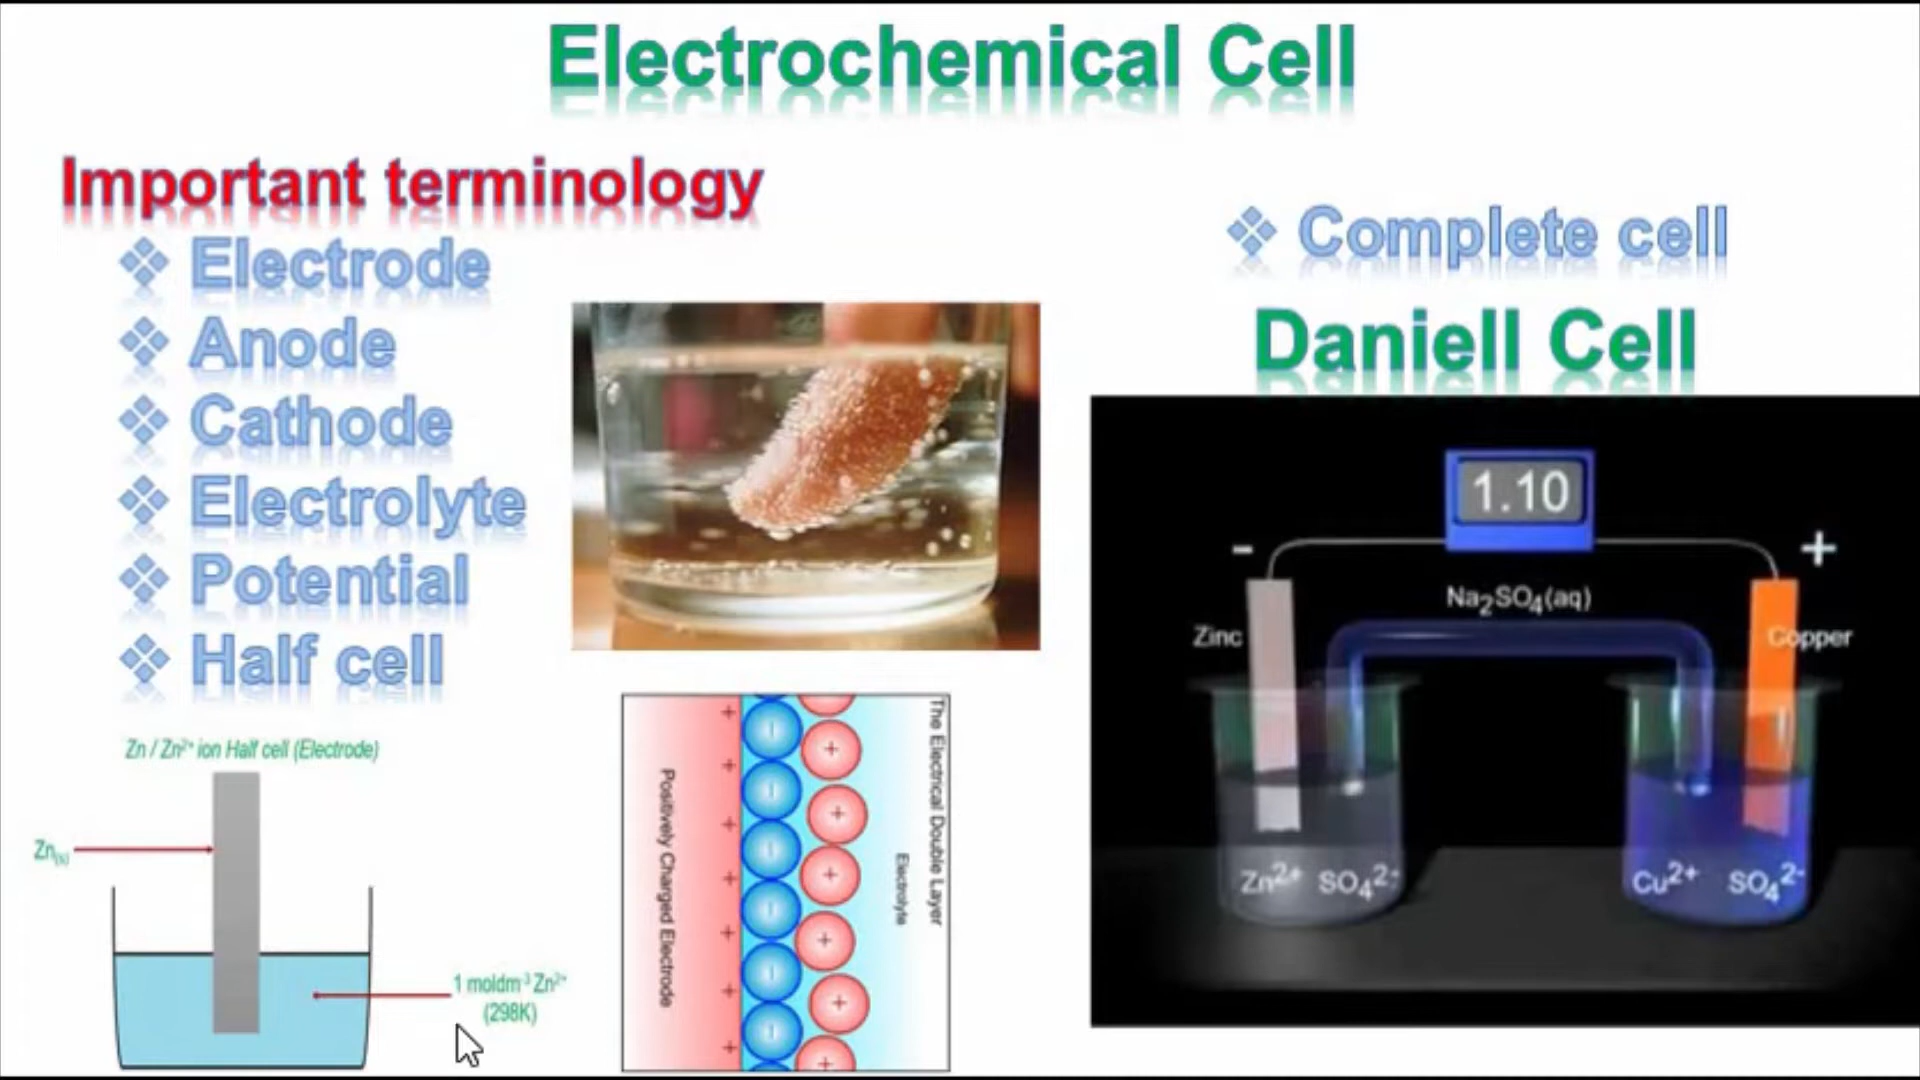 Electrochemical Cell
Important terminology
❖ Electrode
❖ Anode
❖ Cathode
❖ Electrolyte
❖ Potential
❖ Half cell
Zn / Zn²⁺ ion Half cell (Electrode)
Zn₍ₛ₎
1 moldm⁻³ Zn²⁺
(298K)
The Electrical Double Layer
Electrolyte
Positively Charged Electrode
❖ Complete cell
Daniell Cell
1.10
- +
Na₂SO₄(aq)
Zinc
Copper
Zn²⁺ SO₄²⁻
Cu²⁺ SO₄²⁻